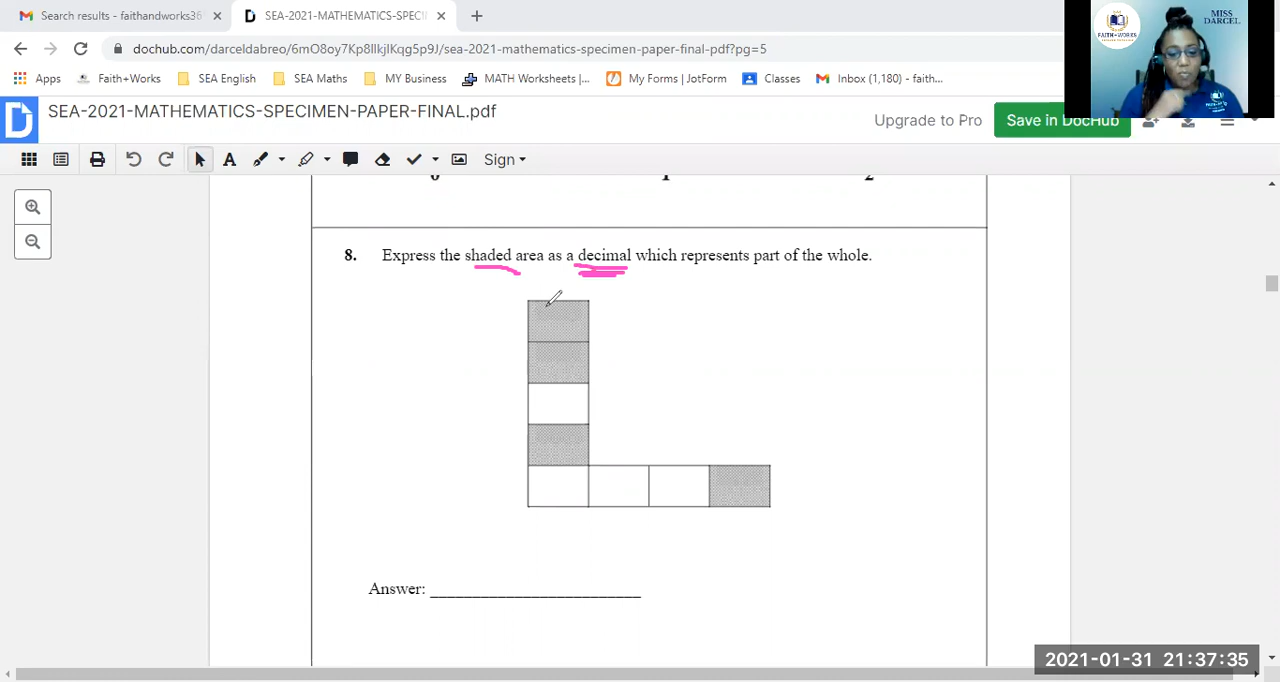 Search results - faithandworks36
SEA-2021-MATHEMATICS-SPECI
dochub.com/darceldabreo/6mO3oy7Kp8llkjlKqg5p9J/sea-2021-mathematics-specimen-paper-final-pdf?pg=5
Apps
Faith+Works
SEA English
SEA Maths
MY Business
MATH Worksheets |...
My Forms | JotForm
Classes
Inbox (1,180) - faith...
MISS DARCEL
FAITH+WORKS
SEA-2021-MATHEMATICS-SPECIMEN-PAPER-FINAL.pdf
Upgrade to Pro
Save in DocHub
A
Sign
8. Express the shaded area as a decimal which represents part of the whole.
Answer:
2021-01-31 21:37:35